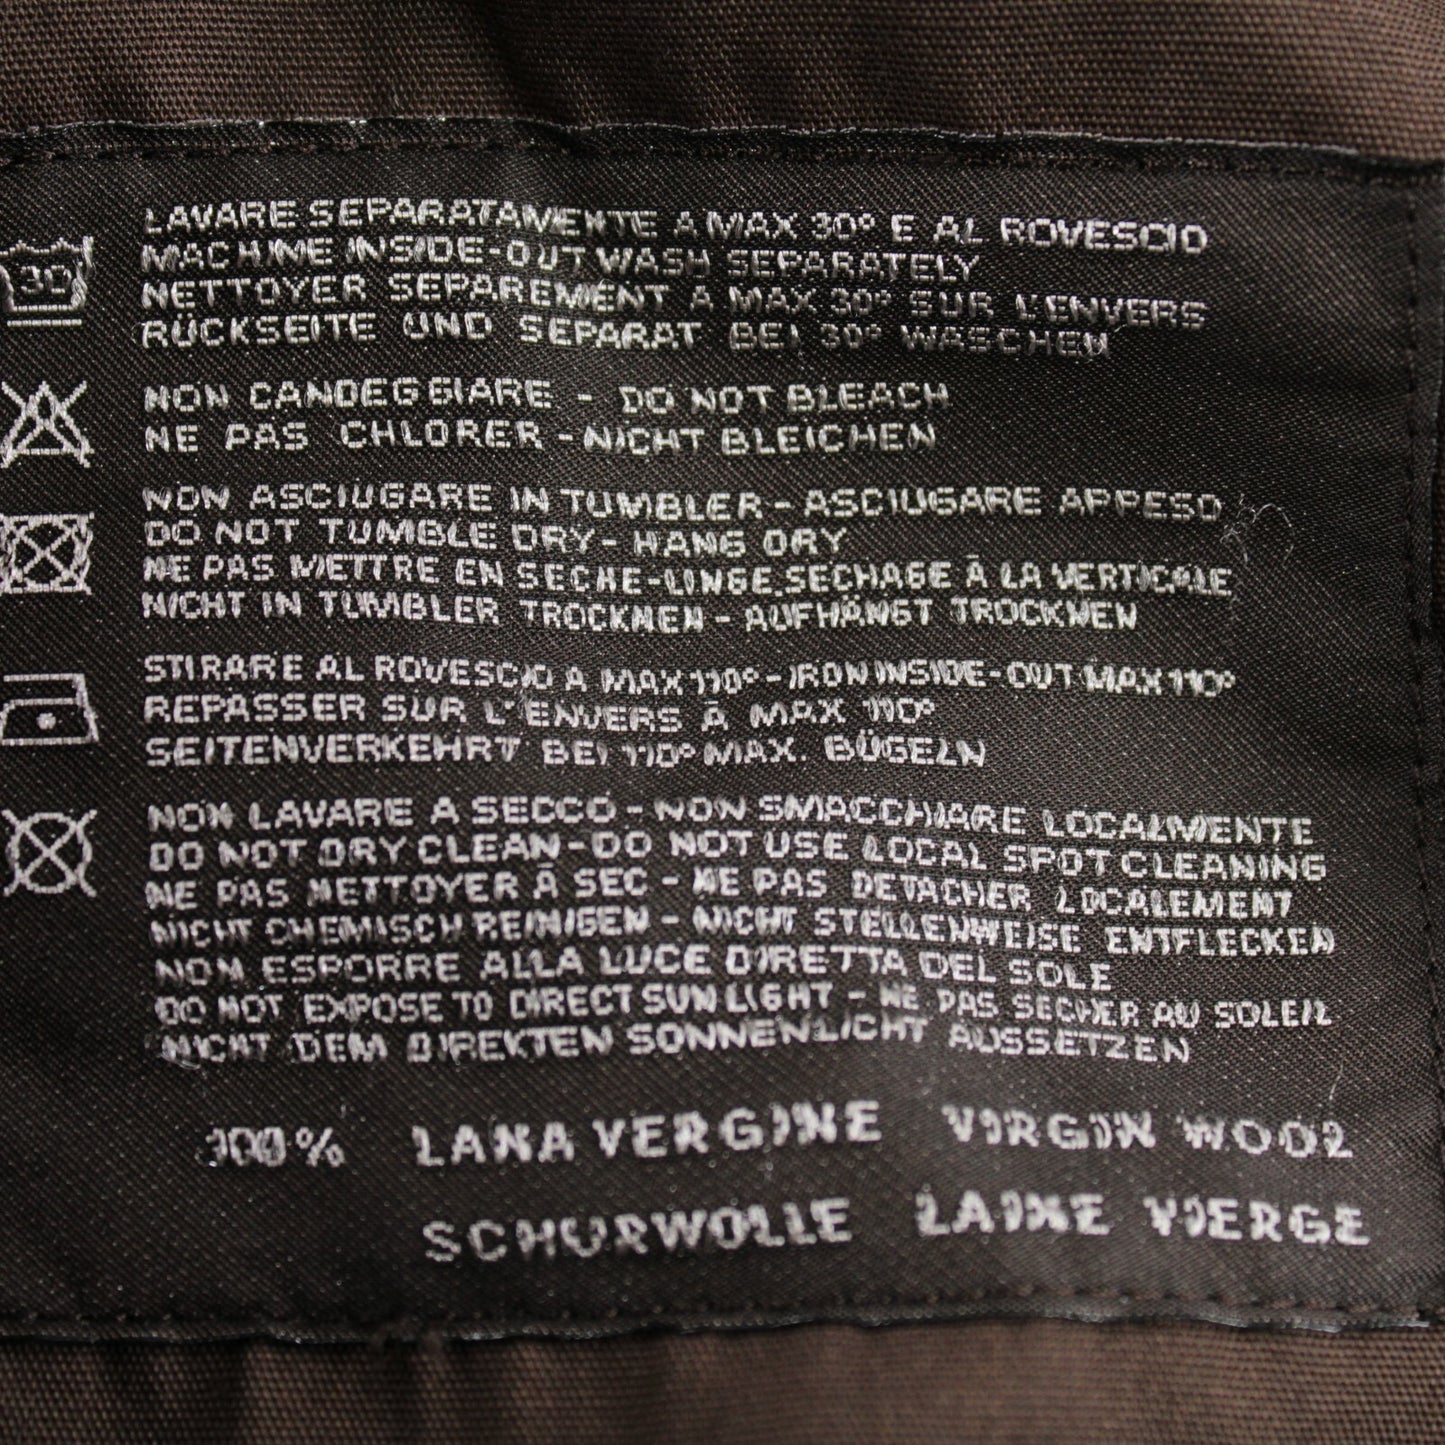 30
LAVARE SEPARATAMENTE A MAX 30° E AL ROVESCIO
MACHINE INSIDE-OUT WASH SEPARATELY
NETTOYER SEPAREMENT A MAX 30° SUR L'ENVERS
RÜCKSEITE UND SEPARAT BEI 30° WASCHEN
NON CANDEGGIARE - DO NOT BLEACH
NE PAS CHLORER - NICHT BLEICHEN
NON ASCIUGARE IN TUMBLER - ASCIUGARE APPESO
DO NOT TUMBLE DRY - HANG DRY
NE PAS METTRE EN SECHE-LINGE. SECHAGE À LA VERTICALE
NICHT IN TUMBLER TROCKNEN - AUFHÄNGT TROCKNEN
STIRARE AL ROVESCIO A MAX 110° - IRON INSIDE-OUT MAX 110°
REPASSER SUR L'ENVERS À MAX 110°
SEITENVERKEHRT BEI 110° MAX. BÜGELN
NON LAVARE A SECCO - NON SMACCHIARE LOCALMENTE
DO NOT DRY CLEAN - DO NOT USE LOCAL SPOT CLEANING
NE PAS NETTOYER À SEC - NE PAS DETACHER LOCALEMENT
NICHT CHEMISCH REINIGEN - NICHT STELLENWEISE ENTFLECKEN
NON ESPORRE ALLA LUCE DIRETTA DEL SOLE
DO NOT EXPOSE TO DIRECT SUN LIGHT - NE PAS SECHER AU SOLEIL
NICHT DEM DIREKTEN SONNENLICHT AUSSETZEN
100% LANA VERGINE VIRGIN WOOL
SCHURWOLLE LAINE VIERGE